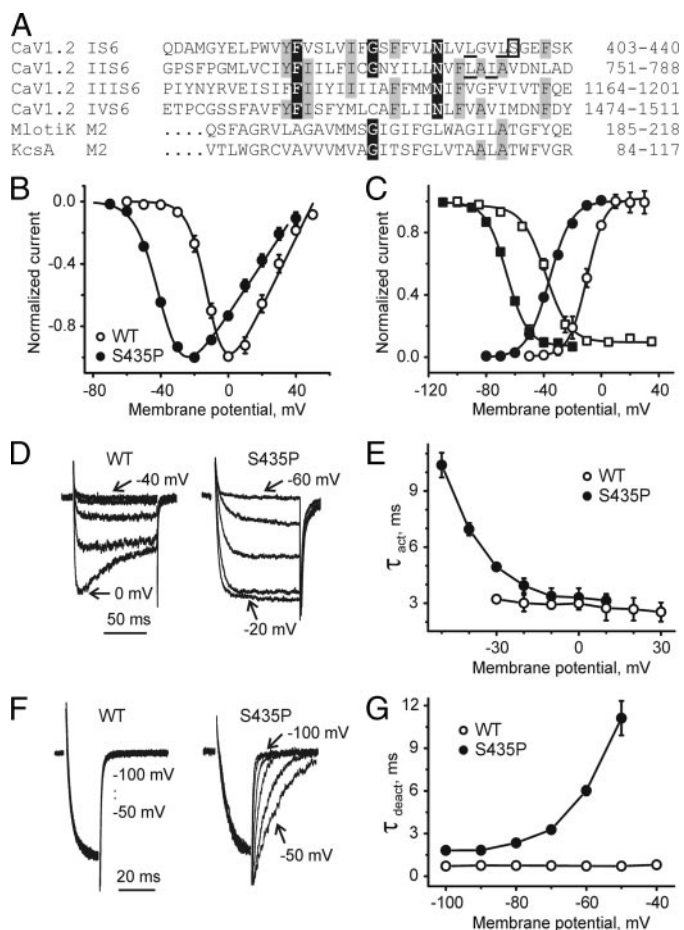 A
CaV1.2 IS6 QDAMGYELPWVYFVSLVIFGSFFVLNLVLGVLSGEFSK 403-440
CaV1.2 IIS6 GPSFPGMLVCIYFIILFICGNYILLNVFLAIAVDNLAD 751-788
CaV1.2 IIIS6 PIYNYRVEISIFFIIYIIIIAFFMMNIFVGFVIVTFQE 1164-1201
CaV1.2 IVS6 ETPCGSSFAVFYFISFYMLCAFLIINLFVAVIMDNFDY 1474-1511
MlotiK M2 ....QSFAGRVLAGAVMMSGIGIFGLWAGILATGFYQE 185-218
KcsA M2 ....VTLWGRCVAVVVMVAGITSFGLVTAALATWFVGR 84-117
B
Normalized current
0.0
-0.4
-0.8
WT
S435P
-80 -40 0 40
Membrane potential, mV
C
Normalized current
0.8
0.4
0.0
-110 -80 -40 0 40
Membrane potential, mV
D
WT
-40 mV
0 mV
50 ms
S435P
-60 mV
-20 mV
E
τact, ms
9
6
3
WT
S435P
-30 0 30
Membrane potential, mV
F
WT
-100 mV
:
-50 mV
20 ms
S435P
-100 mV
-50 mV
G
τdeact, ms
12
9
6
3
0
WT
S435P
-100 -80 -60 -40
Membrane potential, mV